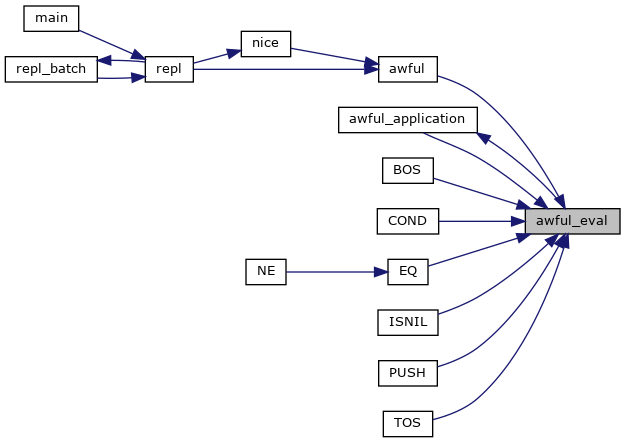 main
nice
repl_batch
repl
awful
awful_application
BOS
awful_eval
COND
NE
EQ
ISNIL
PUSH
TOS